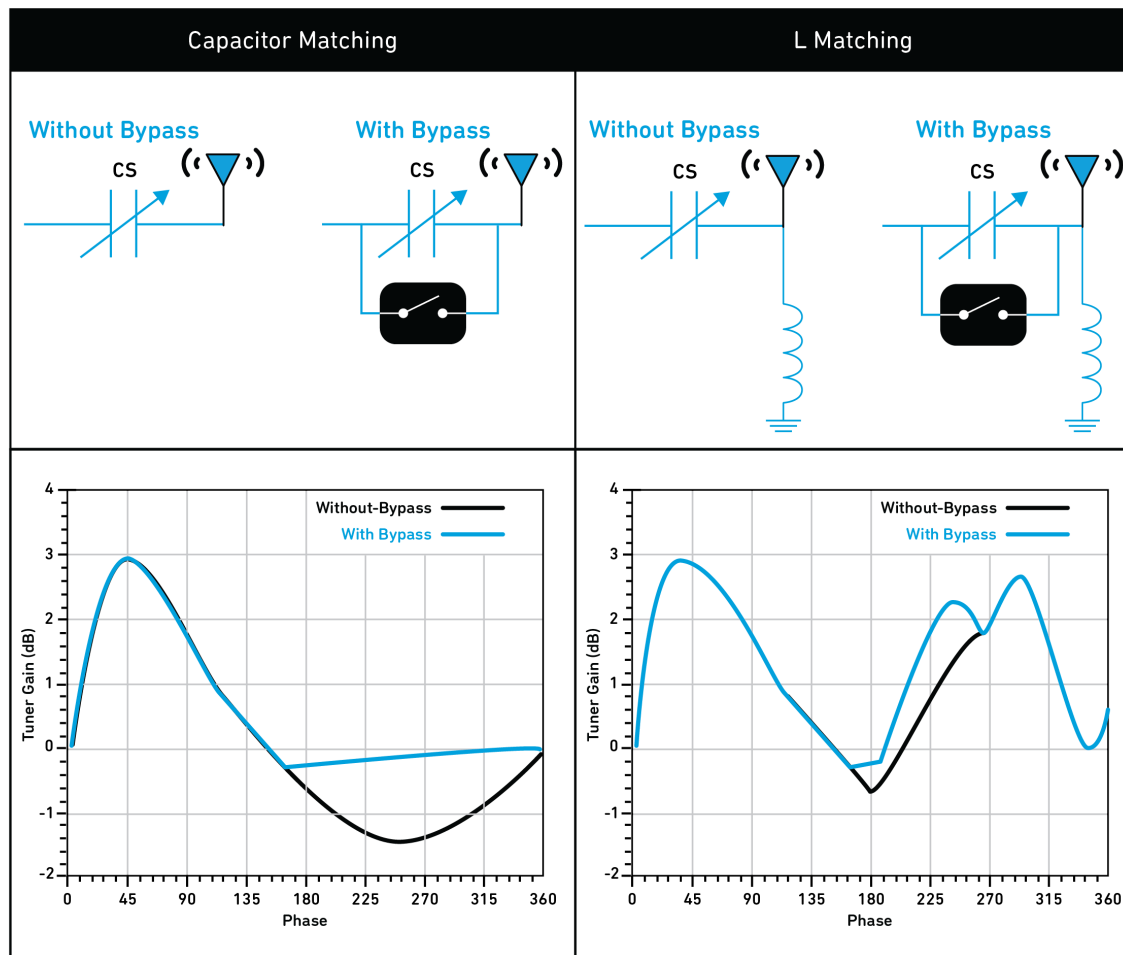 Capacitor Matching
L Matching
Without Bypass
With Bypass
Without Bypass
With Bypass
CS
CS
CS
CS
4
3
2
1
0
-1
-2
Tuner Gain (dB)
Without-Bypass
With Bypass
0 45 90 135 180 225 270 315 360
Phase
4
3
2
1
0
-1
-2
Tuner Gain (dB)
Without-Bypass
With Bypass
0 45 90 135 180 225 270 315 360
Phase